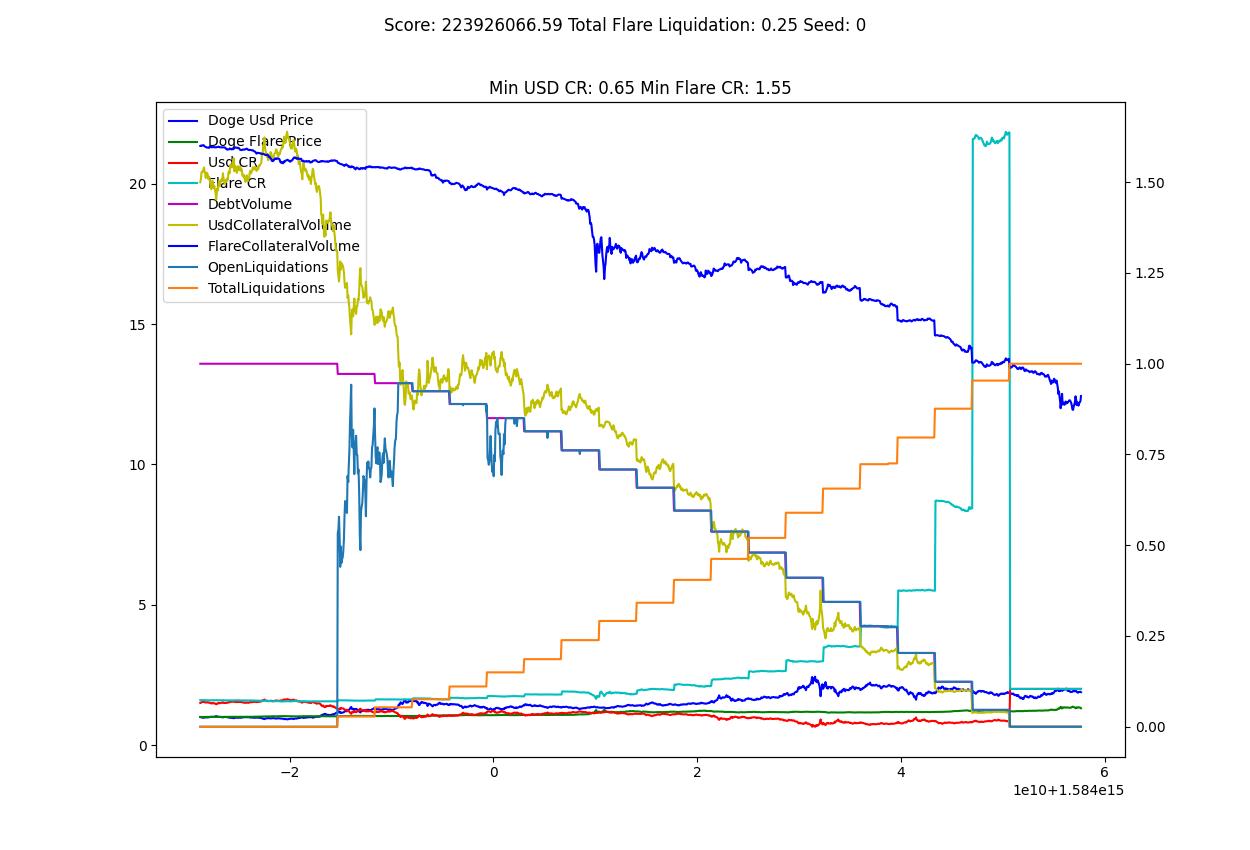 Score: 223926066.59 Total Flare Liquidation: 0.25 Seed: 0
Min USD CR: 0.65 Min Flare CR: 1.55
Doge Usd Price
Doge Flare Price
Usd CR
Flare CR
DebtVolume
UsdCollateralVolume
FlareCollateralVolume
OpenLiquidations
TotalLiquidations
20
15
10
5
0
1.50
1.25
1.00
0.75
0.50
0.25
0.00
−2
0
2
4
6
1e10+1.584e15